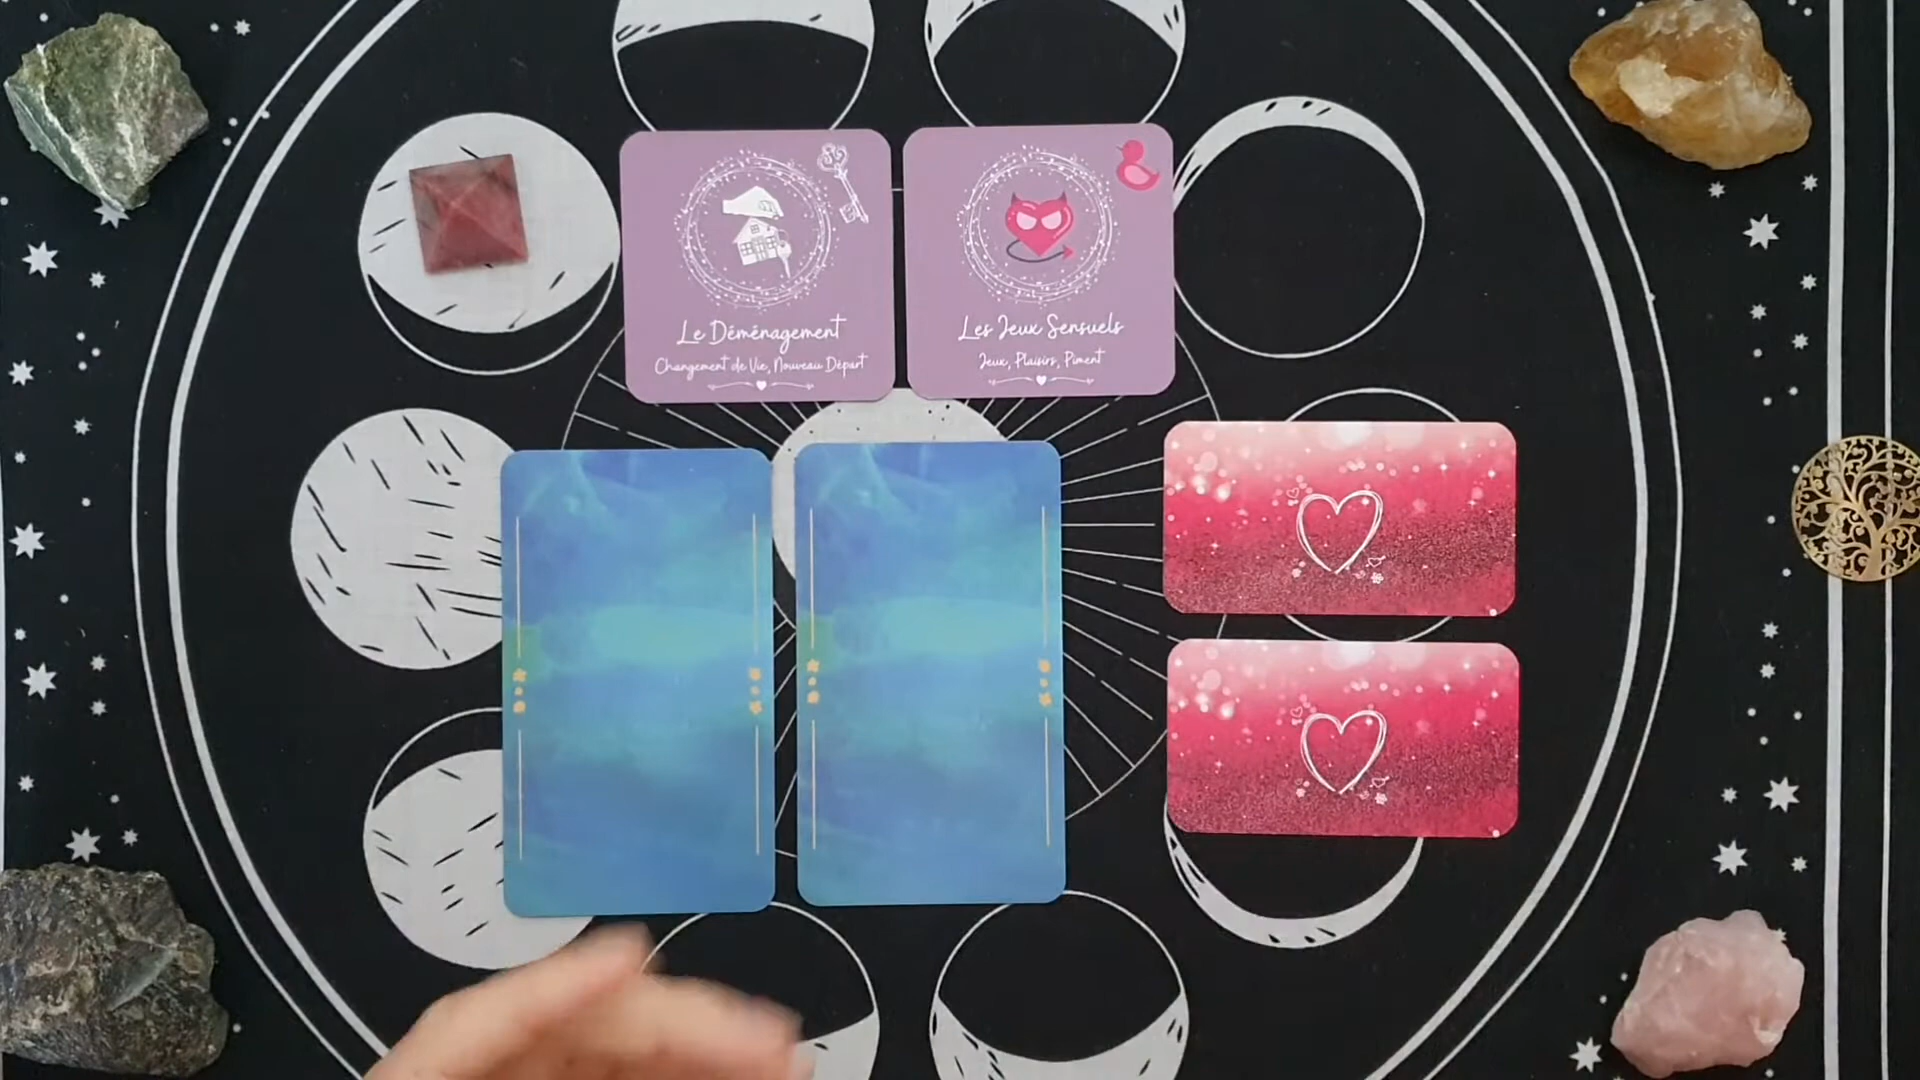 Le Déménagement
Changement de Vie, Nouveau Départ
Les Jeux Sensuels
Jeux, Plaisirs, Piment